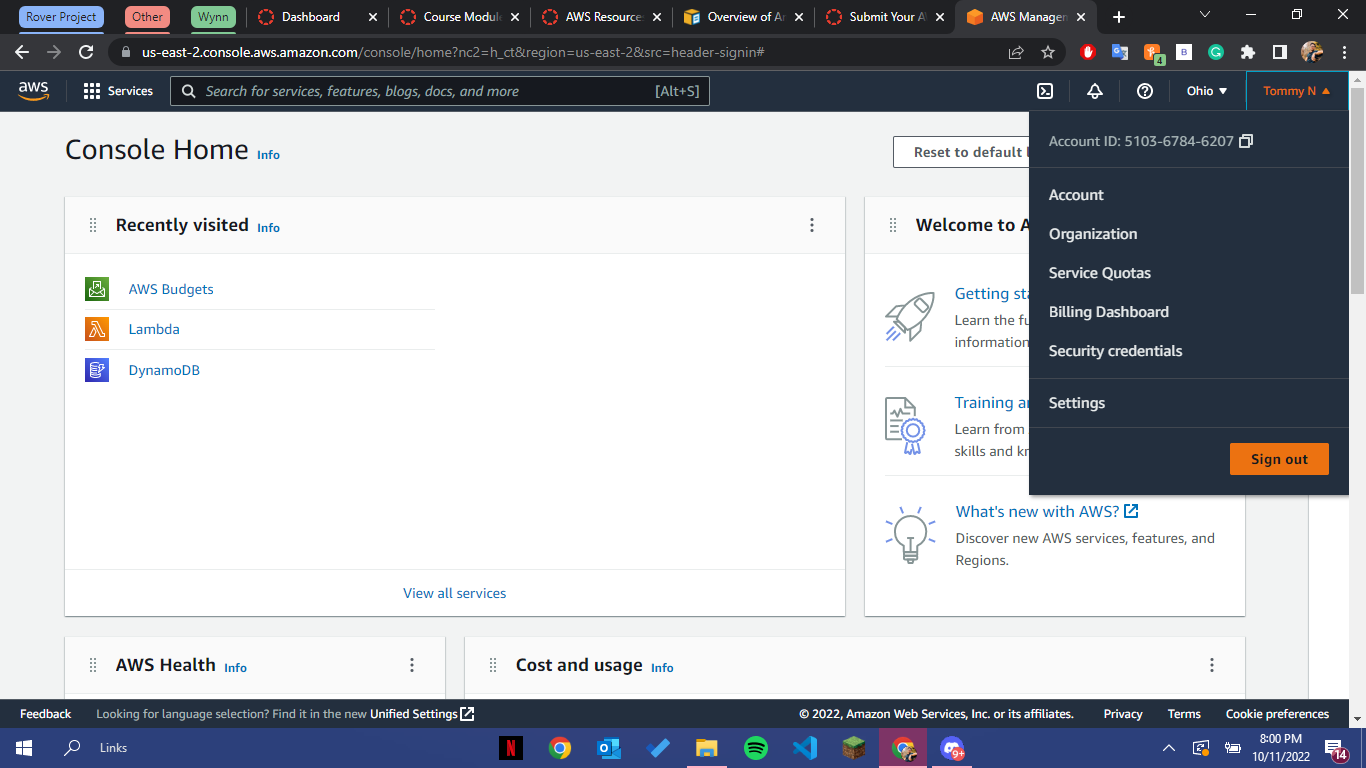 Rover Project
Other
Wynn
Dashboard
Course Module
AWS Resource
Overview of A
Submit Your A
AWS Manage
us-east-2.console.aws.amazon.com/console/home?nc2=h_ct&region=us-east-2&src=header-signin#
4
B
aws
Services
Search for services, features, blogs, docs, and more
[Alt+S]
Ohio
Tommy N
Console Home
Info
Reset to default
Account ID: 5103-6784-6207
Account
Organization
Service Quotas
Billing Dashboard
Security credentials
Settings
Sign out
Recently visited
Info
AWS Budgets
Lambda
DynamoDB
View all services
Welcome to A
Getting sta
Learn the fu
information
Training a
Learn from
skills and kn
What's new with AWS?
Discover new AWS services, features, and
Regions.
AWS Health
Info
Cost and usage
Info
Feedback
Looking for language selection? Find it in the new Unified Settings
© 2022, Amazon Web Services, Inc. or its affiliates.
Privacy
Terms
Cookie preferences
Links
N
9+
8:00 PM
10/11/2022
14